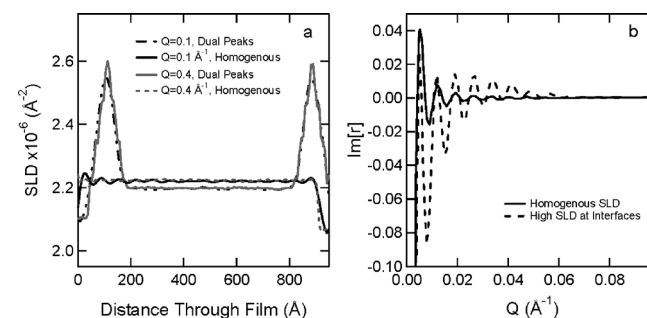 a
Q=0.1, Dual Peaks
Q=0.1 Å-1, Homogenous
Q=0.4, Dual Peaks
Q=0.4 Å-1, Homogenous
2.6
2.4
2.2
2.0
SLD x10-6 (Å-2)
0 200 400 600 800
Distance Through Film (Å)
b
0.04
0.02
0.00
-0.02
-0.04
-0.06
-0.08
-0.10
Im[r]
Homogenous SLD
High SLD at Interfaces
0.00 0.02 0.04 0.06 0.08
Q (Å-1)